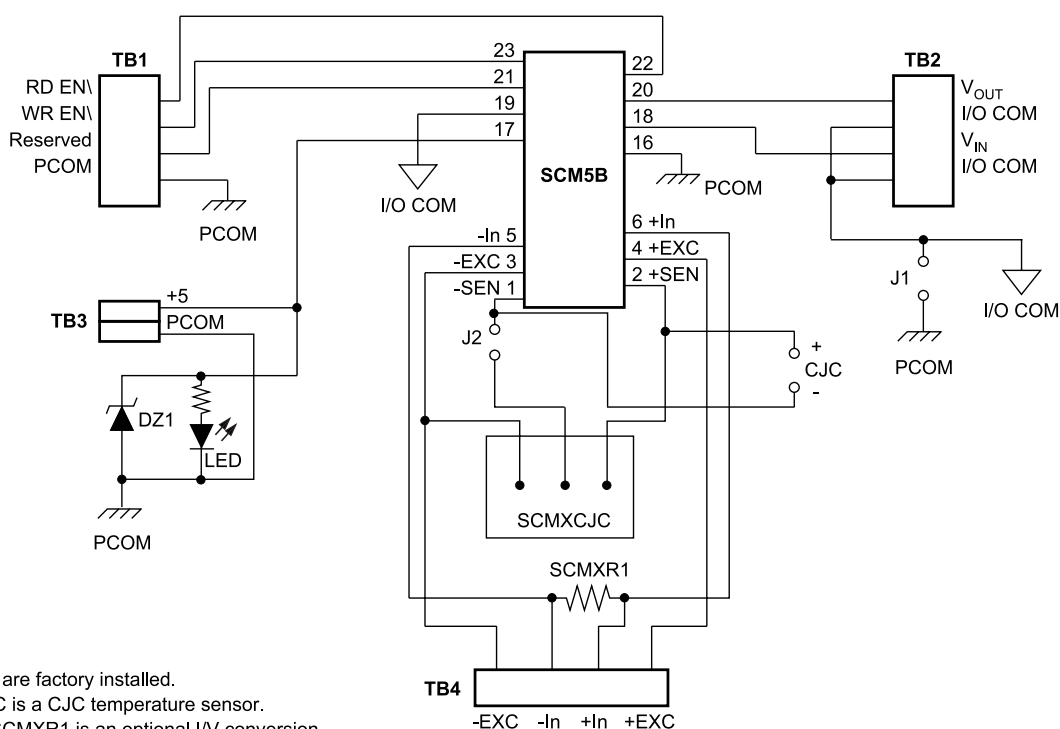 TB1
RD EN\
WR EN\
Reserved
PCOM
PCOM
23
21
19
17
I/O COM
SCM5B
22
20
18
16
PCOM
TB2
VOUT
I/O COM
VIN
I/O COM
-In 5
-EXC 3
-SEN 1
6 +In
4 +EXC
2 +SEN
J1
I/O COM
PCOM
TB3
+5
PCOM
DZ1
LED
PCOM
J2
+
CJC
-
SCMXCJC
SCMXR1
TB4
-EXC -In +In +EXC
are factory installed.
C is a CJC temperature sensor.